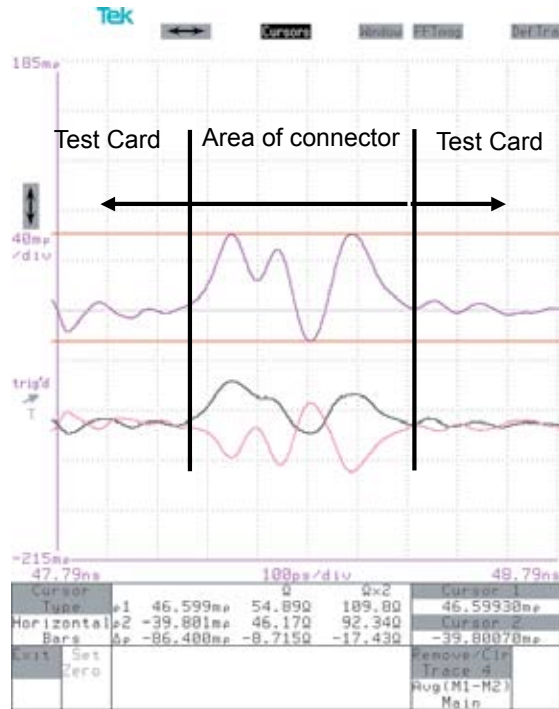 Tek
Cursors Window FFTmag DefTra
185mρ
Test Card Area of connector Test Card
40mρ
/div
trig'd
T
-215mρ
47.79ns 100ps/div 48.79ns
Cursor Ω Ω×2 Cursor 1
Type ρ1 46.599mρ 54.89Ω 109.8Ω 46.59930mρ
Horizontal ρ2 -39.801mρ 46.17Ω 92.34Ω Cursor 2
Bars Δρ -86.400mρ -8.715Ω -17.43Ω -39.80070mρ
Exit Set Remove/Clr
Zero Trace 4
Avg(M1-M2)
Main